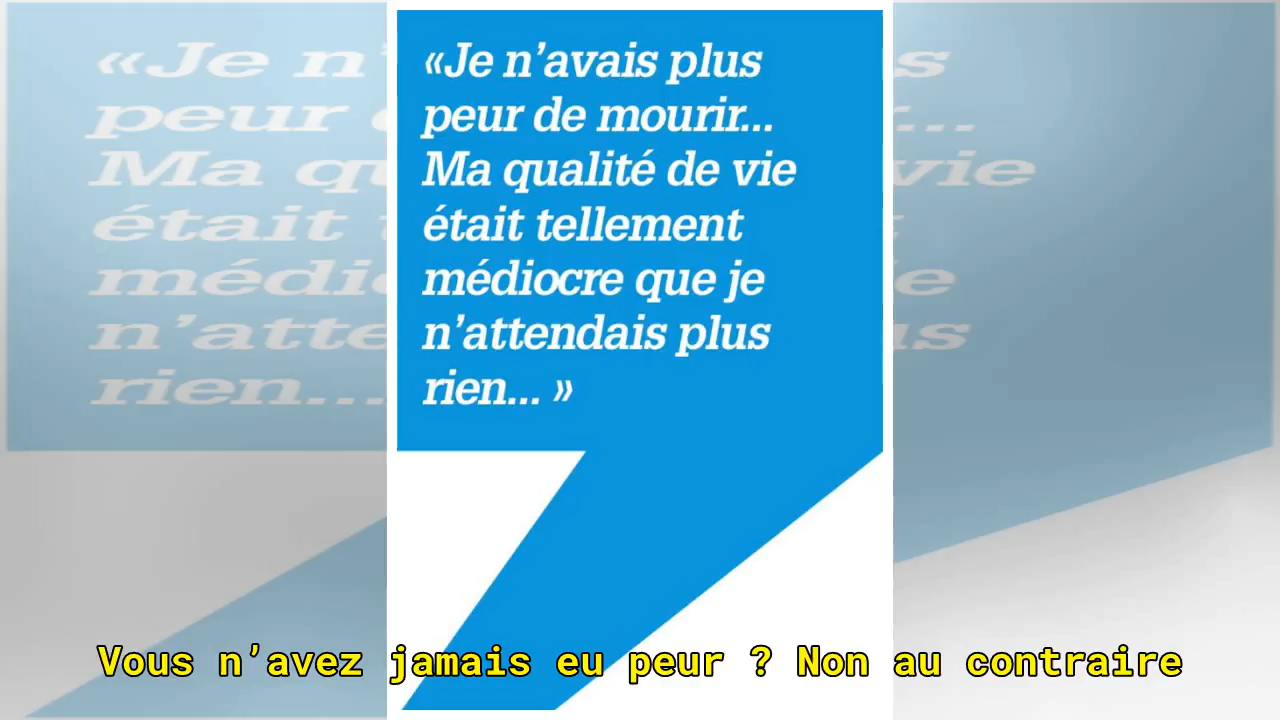 «Je n’avais plus
peur de mourir...
Ma qualité de vie
était tellement
médiocre que je
n’attendais plus
rien... »
Vous n’avez jamais eu peur ? Non au contraire